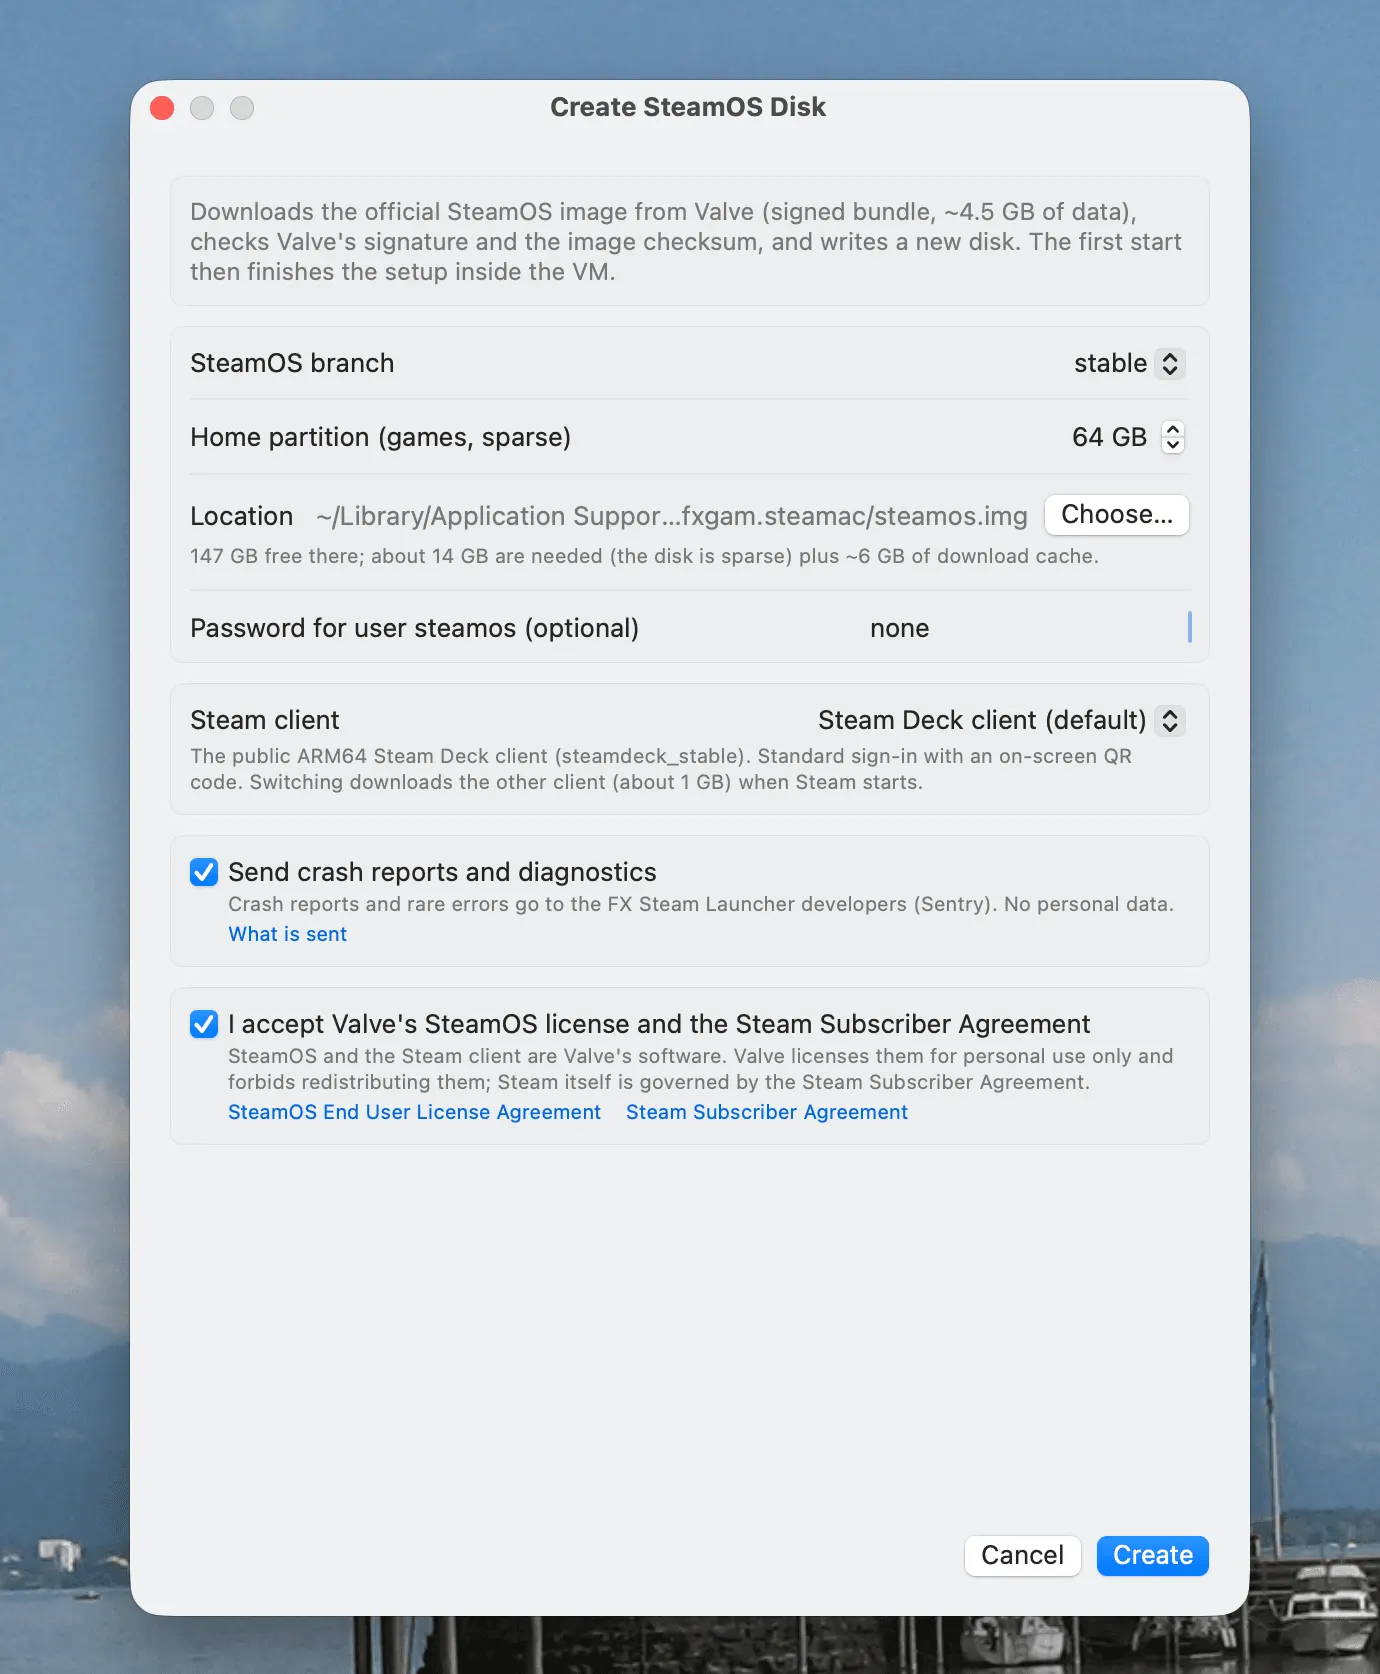 Create SteamOS Disk
Downloads the official SteamOS image from Valve (signed bundle, ~4.5 GB of data),
checks Valve's signature and the image checksum, and writes a new disk. The first start
then finishes the setup inside the VM.
SteamOS branch stable
Home partition (games, sparse) 64 GB
Location ~/Library/Application Suppor...fxgam.steamac/steamos.img Choose...
147 GB free there; about 14 GB are needed (the disk is sparse) plus ~6 GB of download cache.
Password for user steamos (optional) none
Steam client Steam Deck client (default)
The public ARM64 Steam Deck client (steamdeck_stable). Standard sign-in with an on-screen QR
code. Switching downloads the other client (about 1 GB) when Steam starts.
Send crash reports and diagnostics
Crash reports and rare errors go to the FX Steam Launcher developers (Sentry). No personal data.
What is sent
I accept Valve's SteamOS license and the Steam Subscriber Agreement
SteamOS and the Steam client are Valve's software. Valve licenses them for personal use only and
forbids redistributing them; Steam itself is governed by the Steam Subscriber Agreement.
SteamOS End User License Agreement Steam Subscriber Agreement
Cancel Create